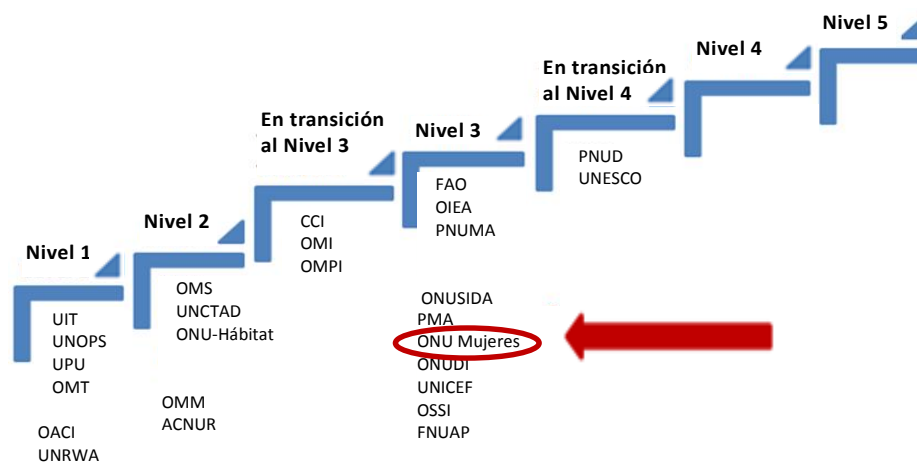 Nivel 1
UIT
UNOPS
UPU
OMT
OACI
UNRWA
Nivel 2
OMS
UNCTAD
ONU-Hábitat
OMM
ACNUR
En transición
al Nivel 3
CCI
OMI
OMPI
Nivel 3
FAO
OIEA
PNUMA
ONUSIDA
PMA
ONU Mujeres
ONUDI
UNICEF
OSSI
FNUAP
En transición
al Nivel 4
PNUD
UNESCO
Nivel 4
Nivel 5